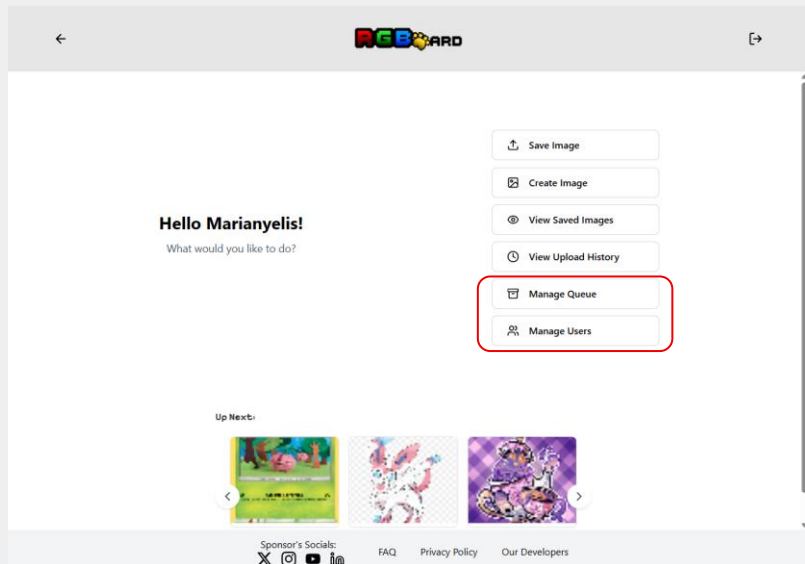 RGBARD
Hello Marianyelis!
What would you like to do?
Save Image
Create Image
View Saved Images
View Upload History
Manage Queue
Manage Users
Up Next:
Sponsor's Socials:
FAQ
Privacy Policy
Our Developers